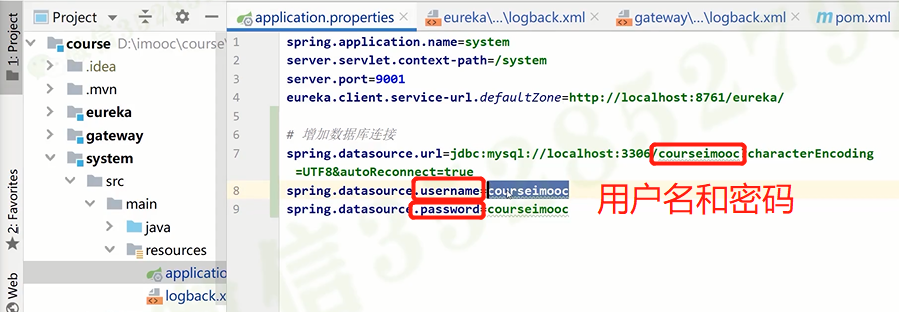 1: Project
2: Favorites
Web
Project
application.properties
eureka\...\logback.xml
gateway\...\logback.xml
pom.xml
course D:\imooc\course\
.idea
.mvn
eureka
gateway
system
src
main
java
resources
applicatio
logback.x
1 spring.application.name=system
2 server.servlet.context-path=/system
3 server.port=9001
4 eureka.client.service-url.defaultZone=http://localhost:8761/eureka/
5
6 # 增加数据库连接
7 spring.datasource.url=jdbc:mysql://localhost:3306/courseimooc?characterEncoding
=UTF8&autoReconnect=true
8 spring.datasource.username=courseimooc
9 spring.datasource.password=courseimooc
用户名和密码